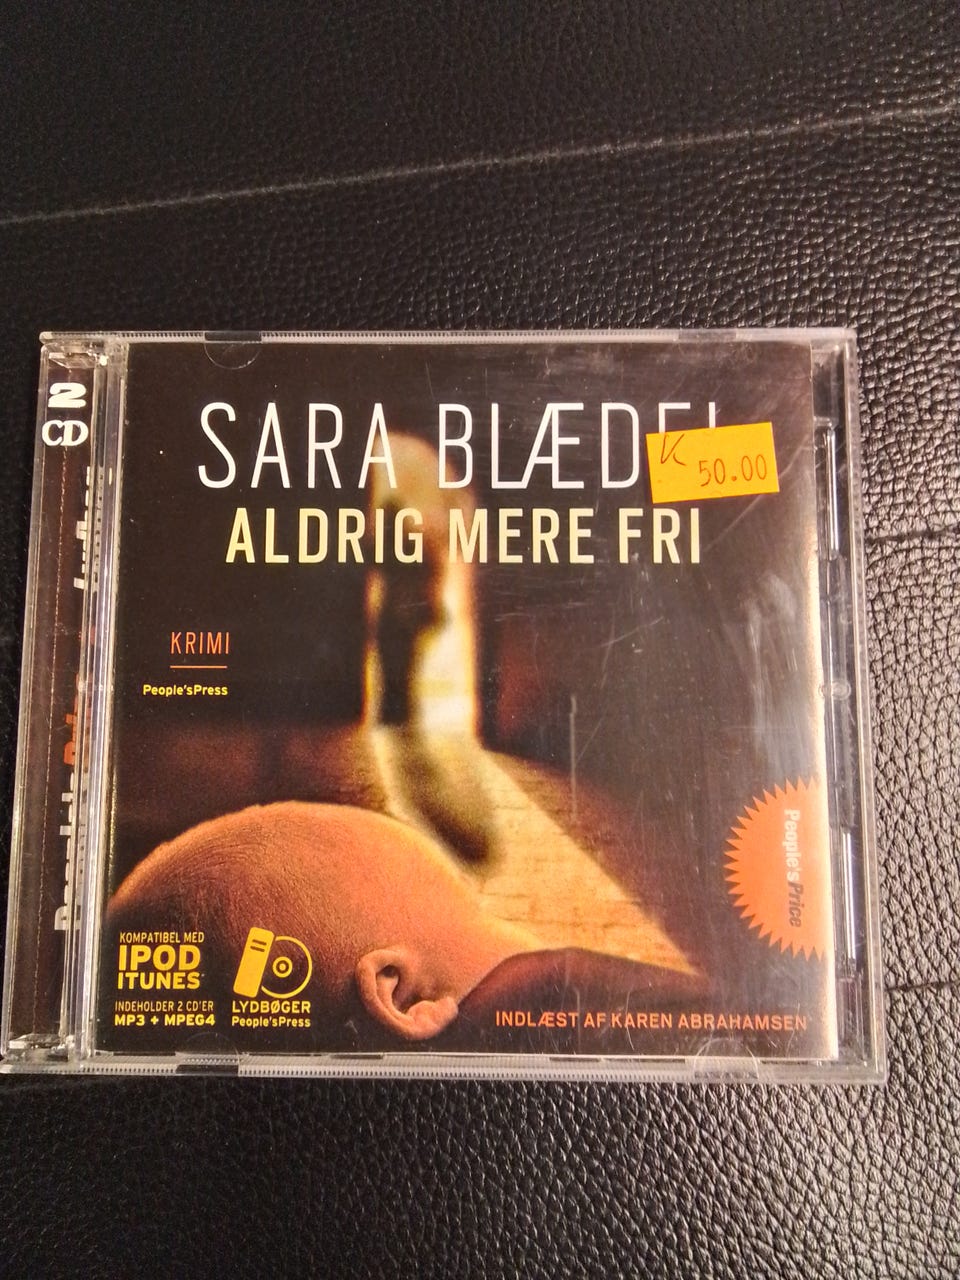 2
CD
SARA BLÆDEL
K 50.00
ALDRIG MERE FRI
KRIMI
People'sPress
People'sPrice
KOMPATIBEL MED
IPOD
ITUNES
INDEHOLDER 2 CD'ER
MP3 + MPEG4
LYDBØGER
People'sPress
INDLÆST AF KAREN ABRAHAMSEN